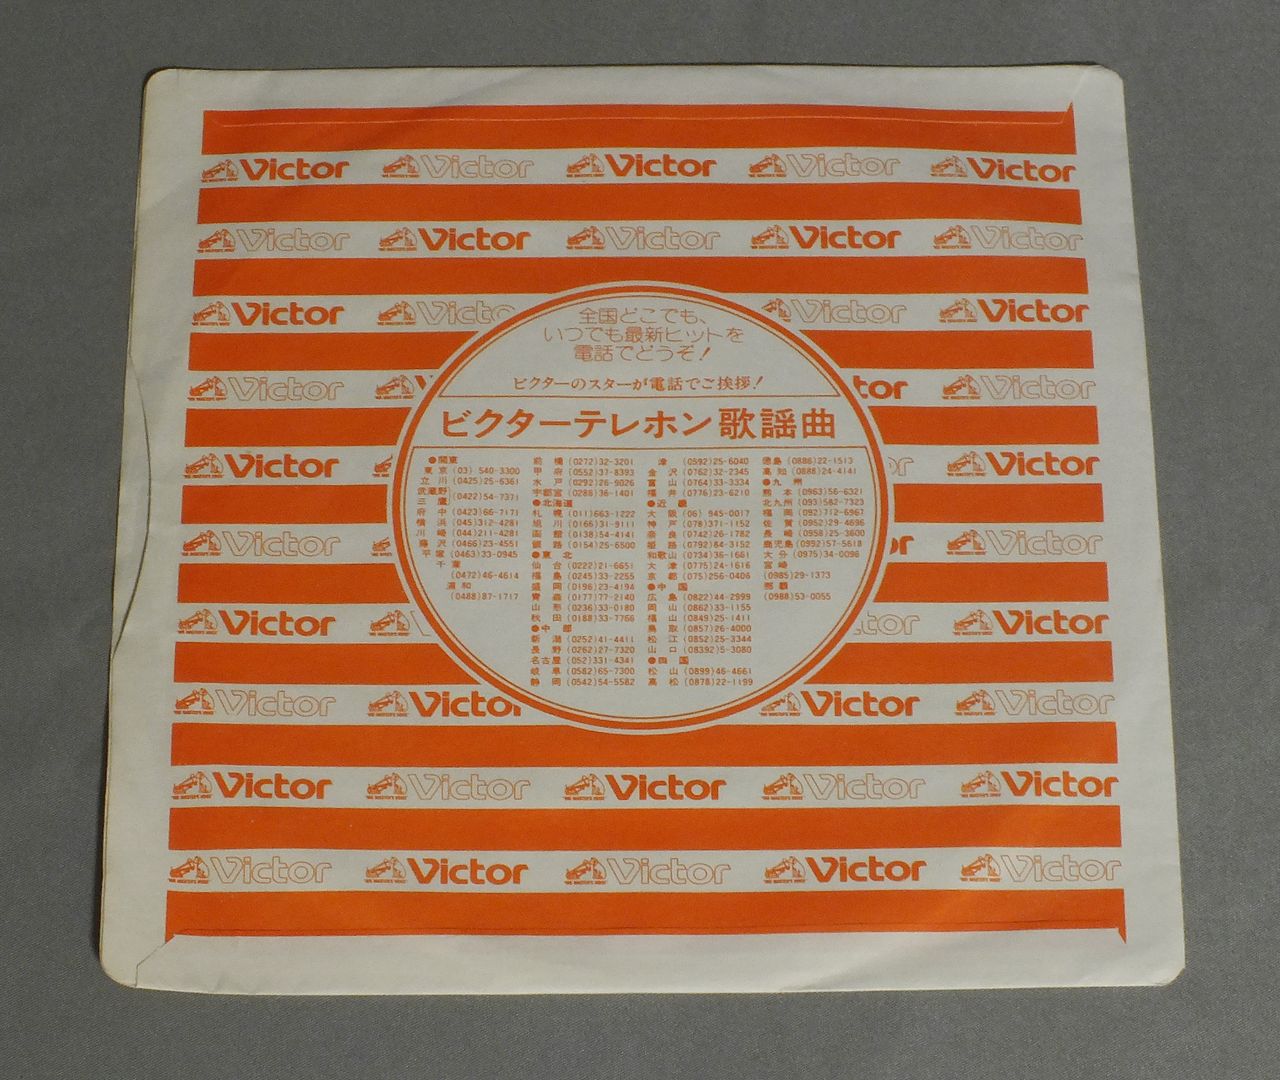 Victor Victor Victor Victor Victor
Victor Victor Victor Victor Victor
Victor Victor Victor Victor
Victor Victor
Victor Victor
Victor Victor
Victor Victor
Victor Victor Victor Victor
Victor Victor Victor Victor Victor
Victor Victor Victor Victor Victor
全国どこでも、
いつでも最新ヒットを
電話でどうぞ!
ビクターのスターが電話でご挨拶!
ビクターテレホン歌謡曲
●関東
東京(03)540-3300
立川(0425)25-6361
武蔵野
三鷹(0422)54-7371
府中(0423)66-7171
横浜(045)312-4281
川崎(044)211-4281
藤沢(0466)23-4551
平塚(0463)33-0945
千葉
(0472)46-4614
浦和
(0488)87-1717
前橋(0272)32-3201
甲府(0552)37-8393
水戸(0292)26-9026
宇都宮(0286)36-1401
●北海道
札幌(011)663-1222
旭川(0166)31-9111
函館(0138)54-4141
(0154)25-6500
●東北
仙台(0222)21-6651
福島(0245)33-2255
盛岡(0196)23-4194
青森(0177)77-2140
山形(0236)33-0180
秋田(0188)33-7766
●中部
新潟(0252)41-4411
長野(0262)27-7320
名古屋(052)331-4341
岐阜(0582)65-7300
静岡(0542)54-5582
津(0592)25-6040
金沢(0762)32-2345
富山(0764)33-3334
福井(0776)23-6210
●近畿
大阪(06)945-0017
神戸(078)371-1152
奈良(0742)26-1782
姫路(0792)84-3152
和歌山(0734)36-1661
大津(0775)24-1616
京都(075)256-0406
●中国
広島(0822)44-2999
岡山(0862)33-1155
福山(0849)25-1411
鳥取(0857)26-4000
松江(0852)25-3344
山口(08392)5-3080
●四国
松山(0899)46-4661
高松(0878)22-1199
徳島(0886)22-1513
高知(0888)24-4141
●九州
熊本(0963)56-6321
北九州(093)582-7323
福岡(092)712-6967
佐賀(0952)29-4696
長崎(0958)25-3600
鹿児島(0992)57-5618
大分(0975)34-0096
宮崎
(0985)29-1373
那覇
(0988)53-0055